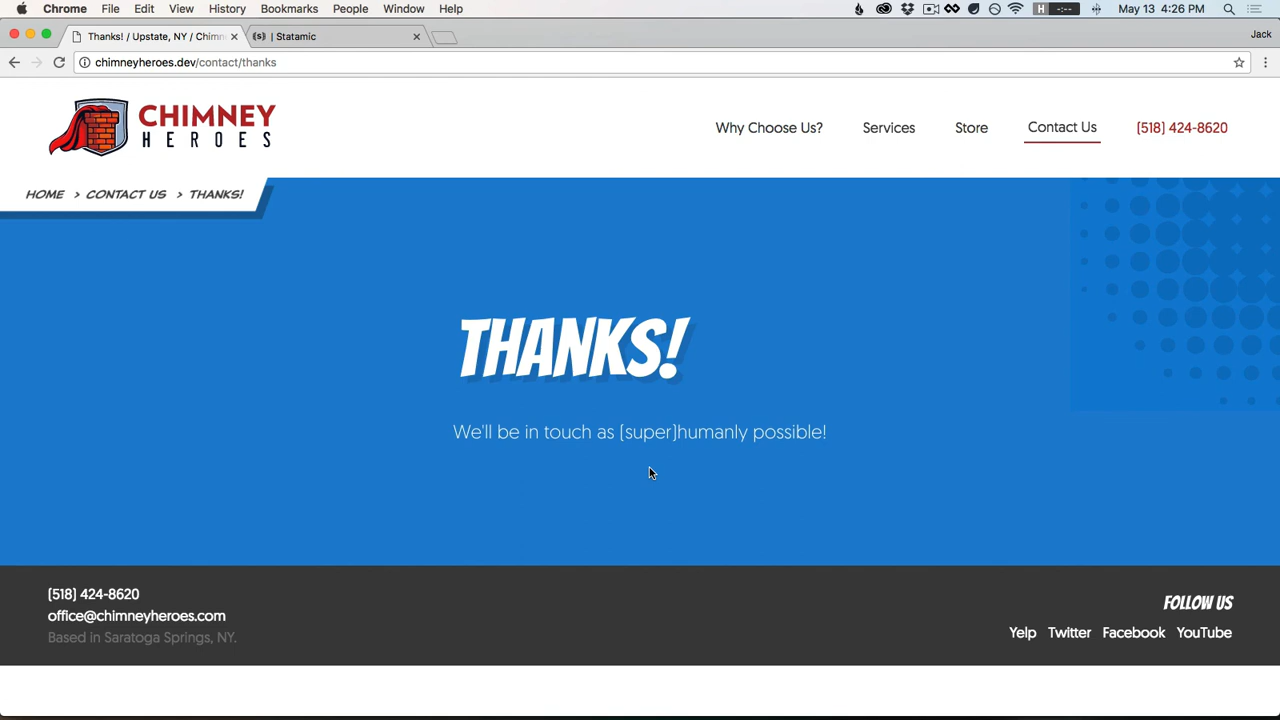 Chrome File Edit View History Bookmarks People Window Help
H -:-- May 13 4:26 PM
Thanks! / Upstate, NY / Chimn
{s} | Statamic
Jack
chimneyheroes.dev/contact/thanks
CHIMNEY
HEROES
Why Choose Us? Services Store Contact Us (518) 424-8620
HOME > CONTACT US > THANKS!
THANKS!
We'll be in touch as (super)humanly possible!
(518) 424-8620
office@chimneyheroes.com
Based in Saratoga Springs, NY.
FOLLOW US
Yelp Twitter Facebook YouTube